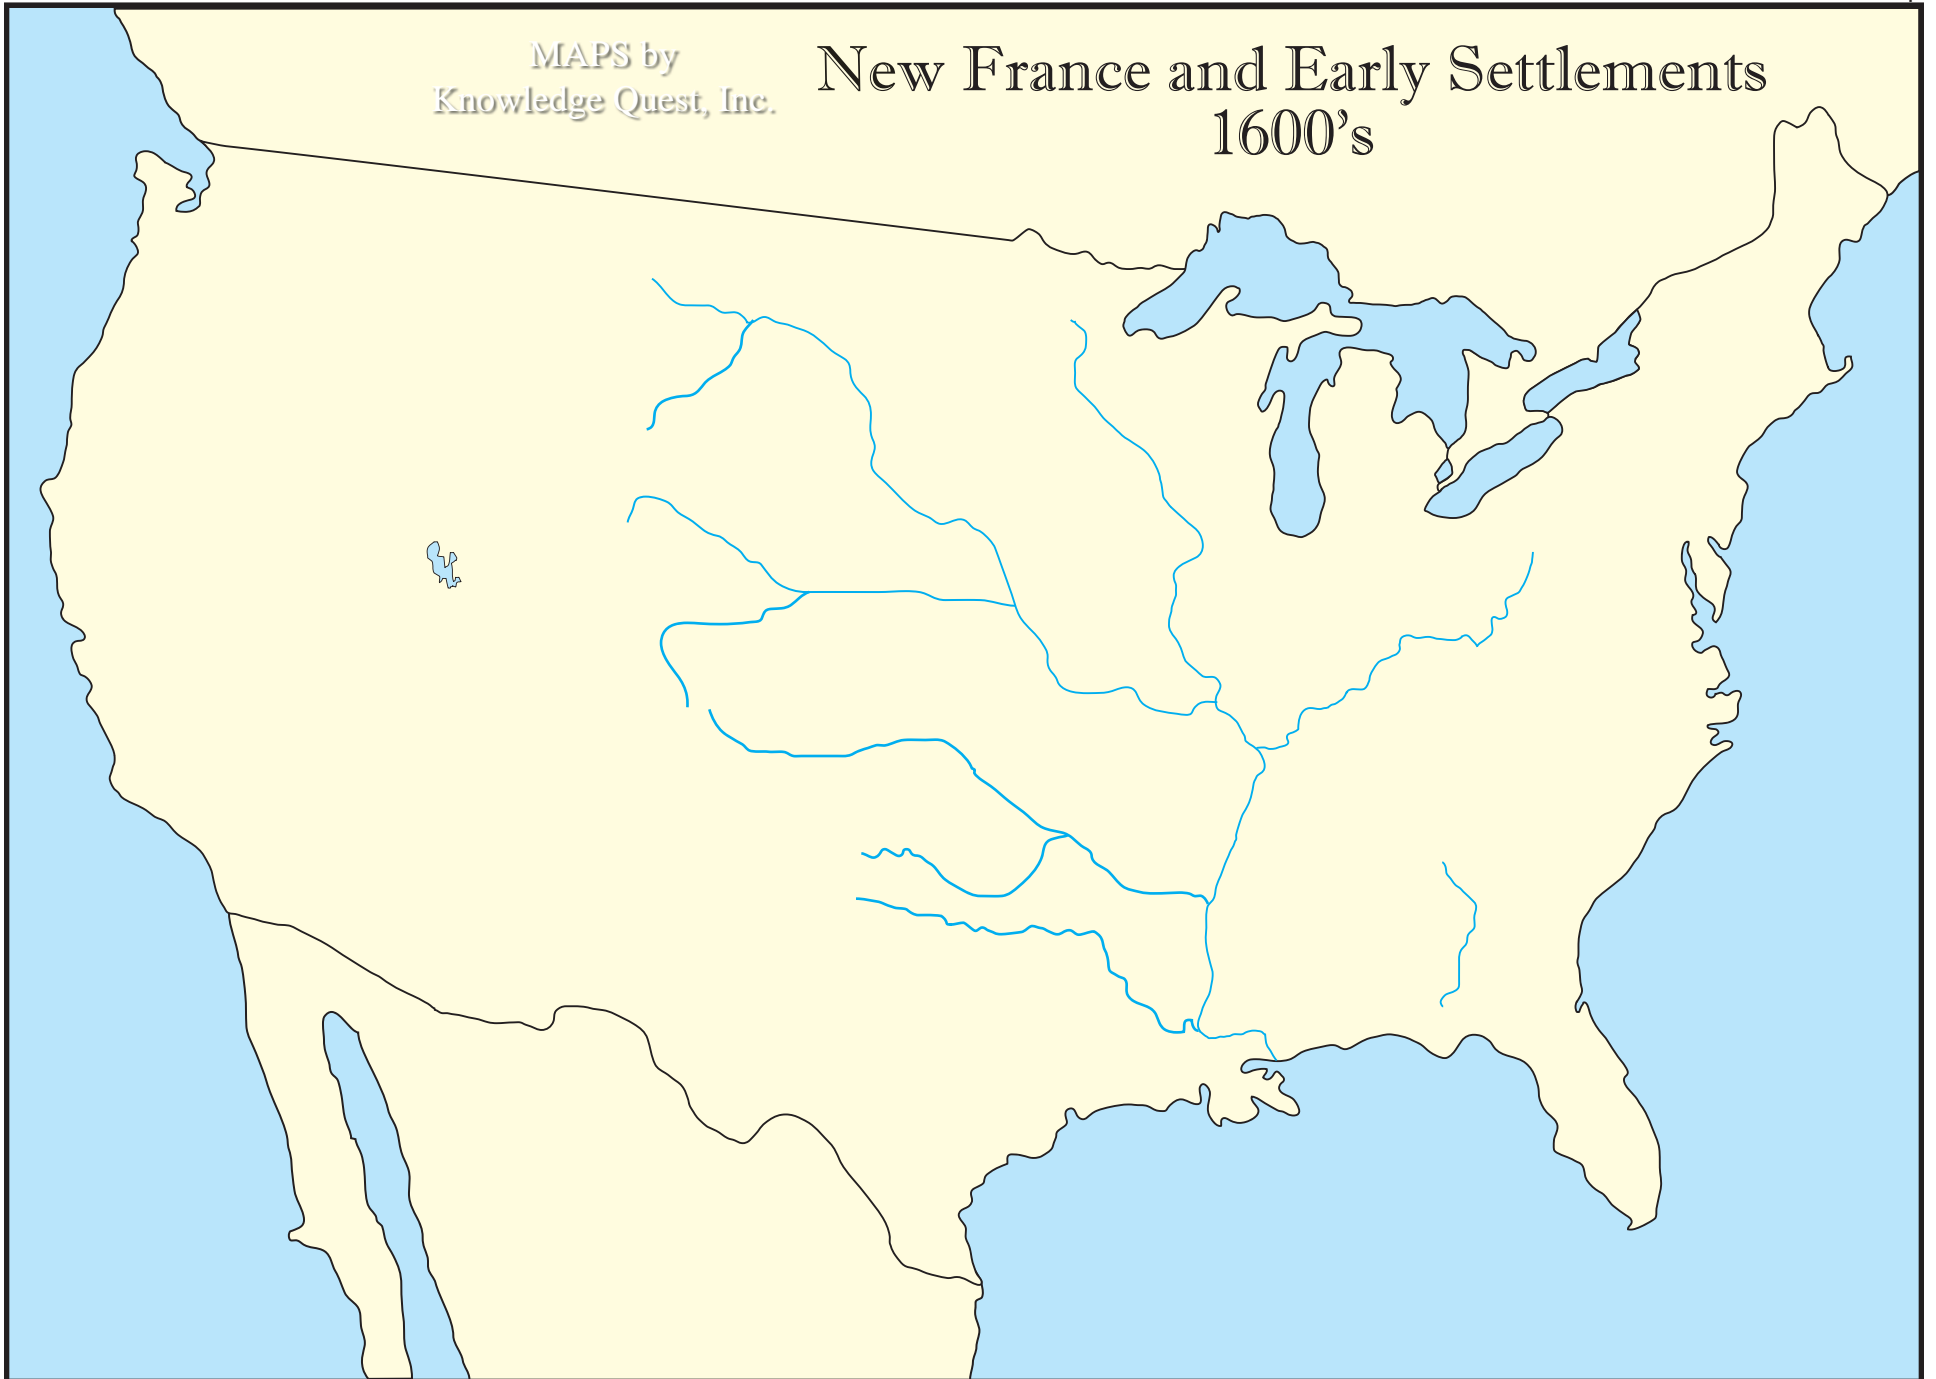 MAPS by
Knowledge Quest, Inc.
New France and Early Settlements
1600's